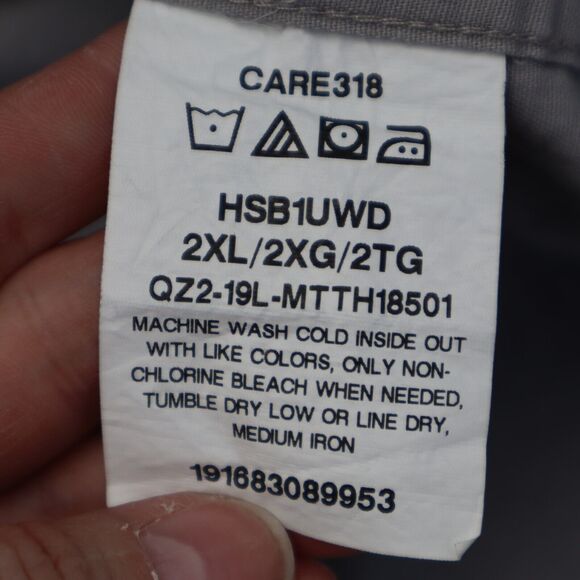 CARE318
HSB1UWD
2XL/2XG/2TG
QZ2-19L-MTTH18501
MACHINE WASH COLD INSIDE OUT
WITH LIKE COLORS, ONLY NON-
CHLORINE BLEACH WHEN NEEDED,
TUMBLE DRY LOW OR LINE DRY,
MEDIUM IRON
191683089953